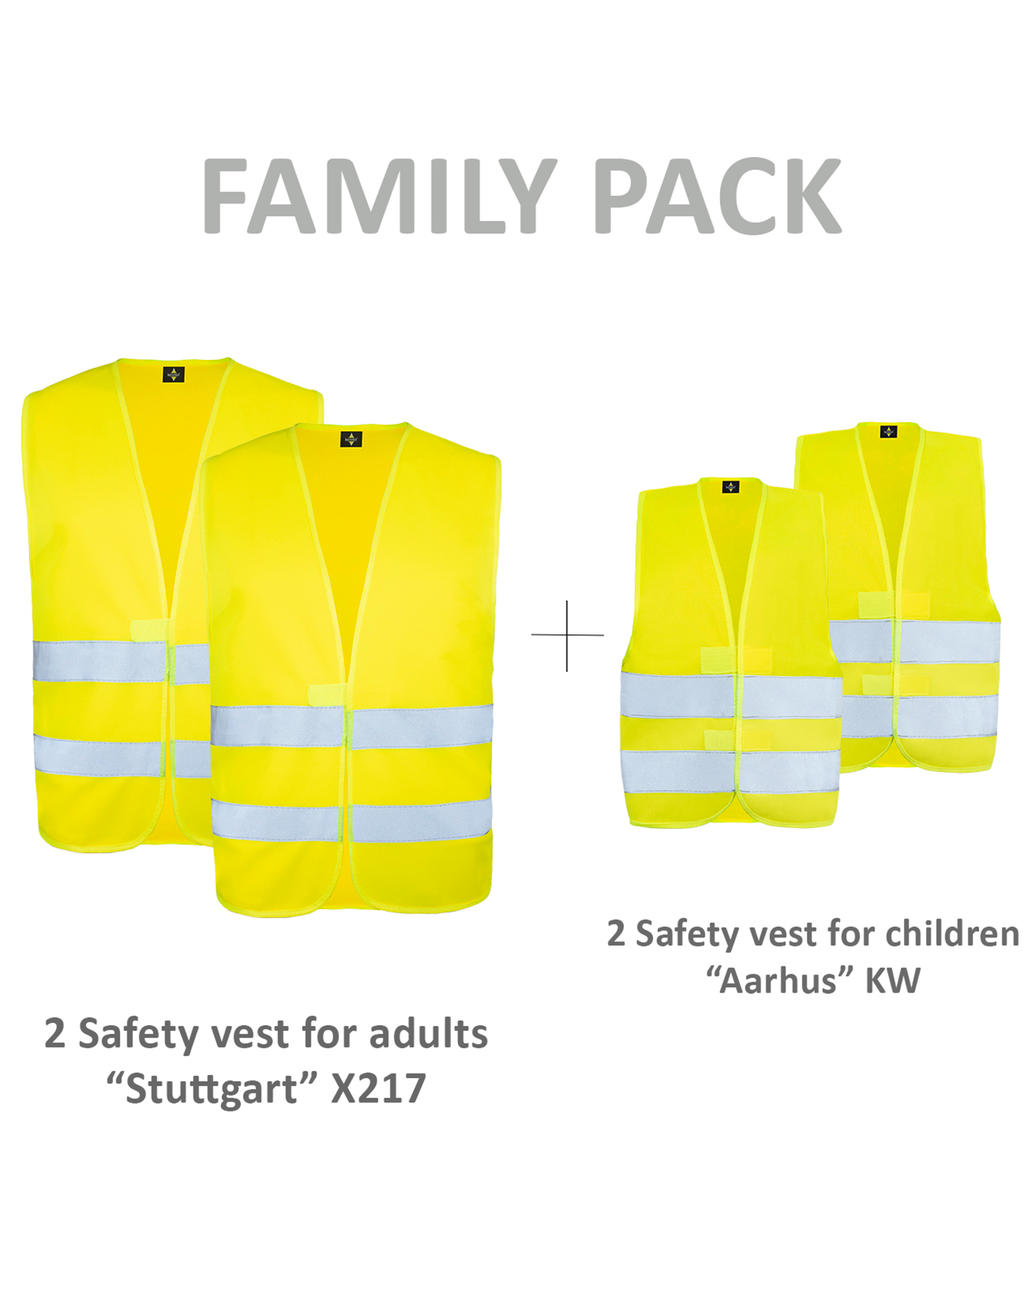 FAMILY PACK
2 Safety vest for adults
“Stuttgart” X217
2 Safety vest for children
“Aarhus” KW